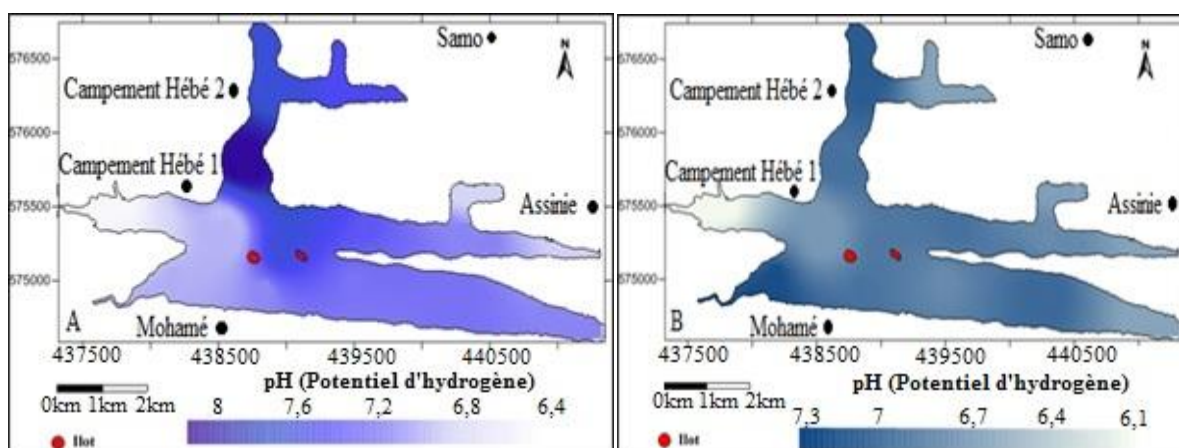 576500
Samo
N
Campement Hébé 2
576000
Campement Hébé 1
575500
Assinie
575000
A
Mohamé
437500 438500 439500 440500
pH (Potentiel d'hydrogène)
0km 1km 2km
8 7,6 7,2 6,8 6,4
Ilot
576500
Samo
N
Campement Hébé 2
576000
Campement Hébé 1
575500
Assinie
575000
B
Mohamé
437500 438500 439500 440500
pH (Potentiel d'hydrogène)
0km 1km 2km
7,3 7 6,7 6,4 6,1
Ilot